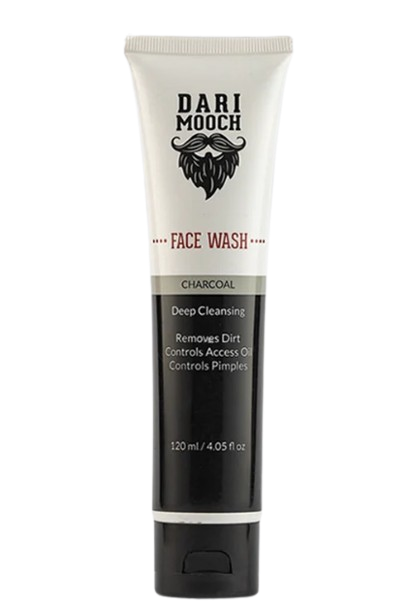 DARI
MOOCH
FACE WASH
CHARCOAL
Deep Cleansing
Removes Dirt
Controls Access Oil
Controls Pimples
120 ml / 4.05 fl oz